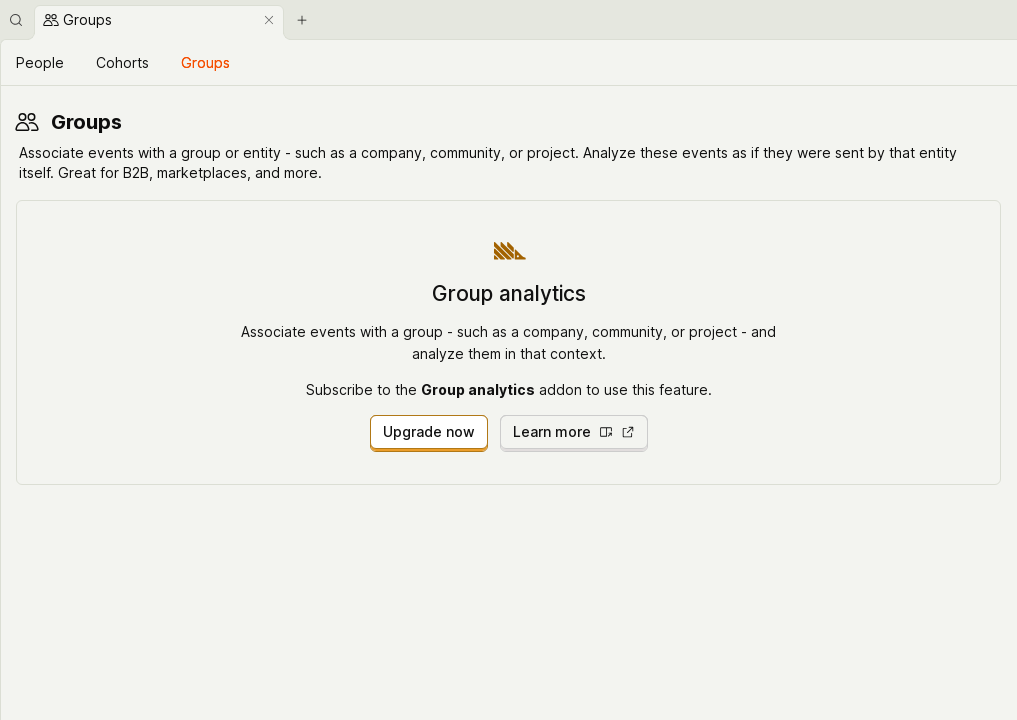 Groups
People
Cohorts
Groups
Groups
Associate events with a group or entity - such as a company, community, or project. Analyze these events as if they were sent by that entity
itself. Great for B2B, marketplaces, and more.
Group analytics
Associate events with a group - such as a company, community, or project - and
analyze them in that context.
Subscribe to the Group analytics addon to use this feature.
Upgrade now
Learn more